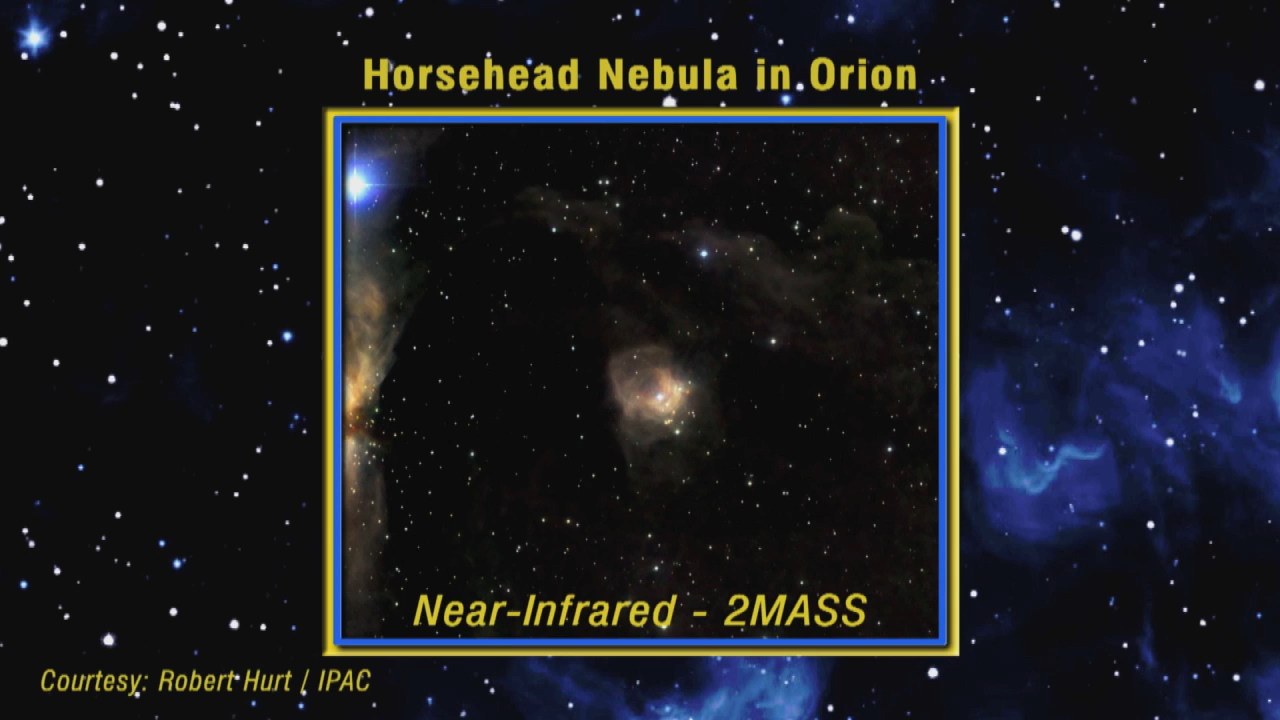 Horsehead Nebula in Orion
Near-Infrared - 2MASS
Courtesy: Robert Hurt / IPAC